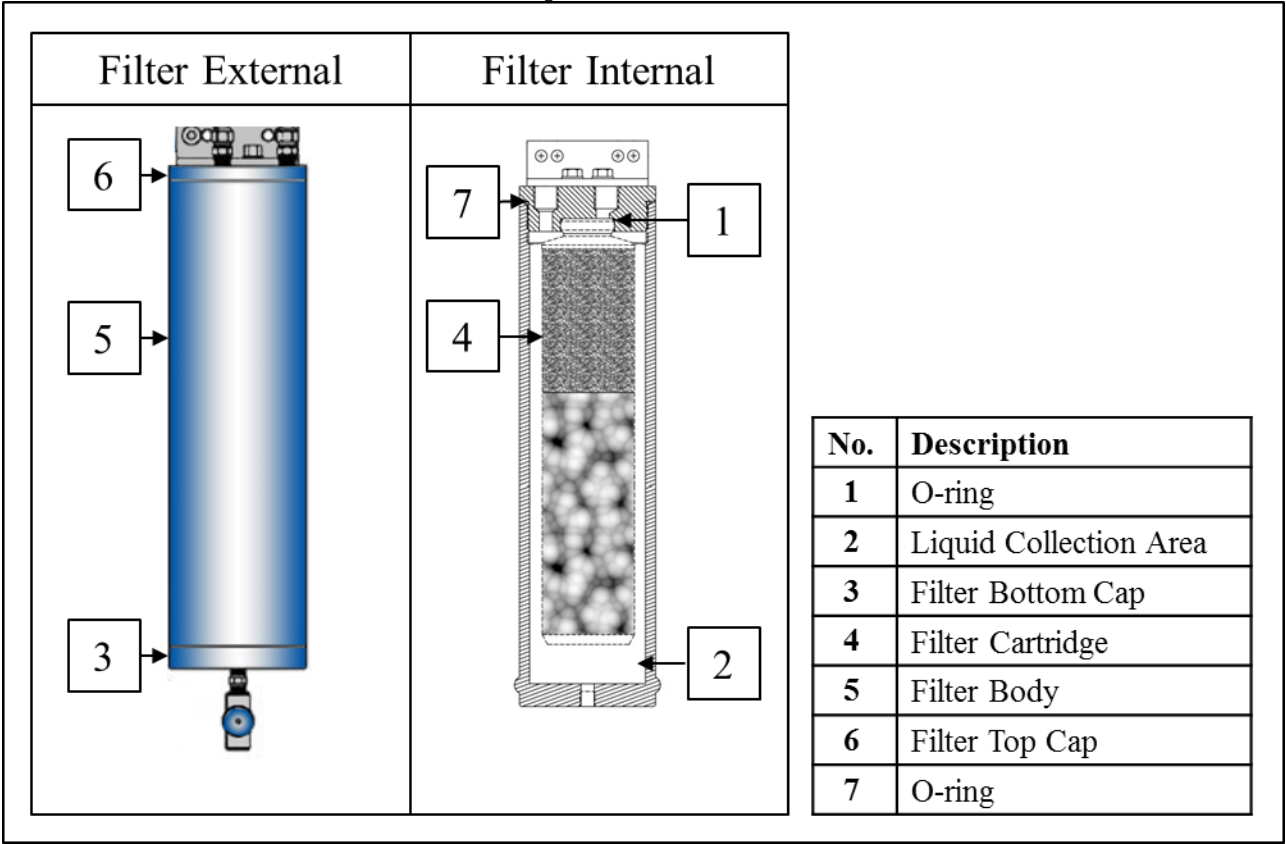 Filter External Filter Internal
6
7
1
5
4
3
2
No. Description
1 O-ring
2 Liquid Collection Area
3 Filter Bottom Cap
4 Filter Cartridge
5 Filter Body
6 Filter Top Cap
7 O-ring